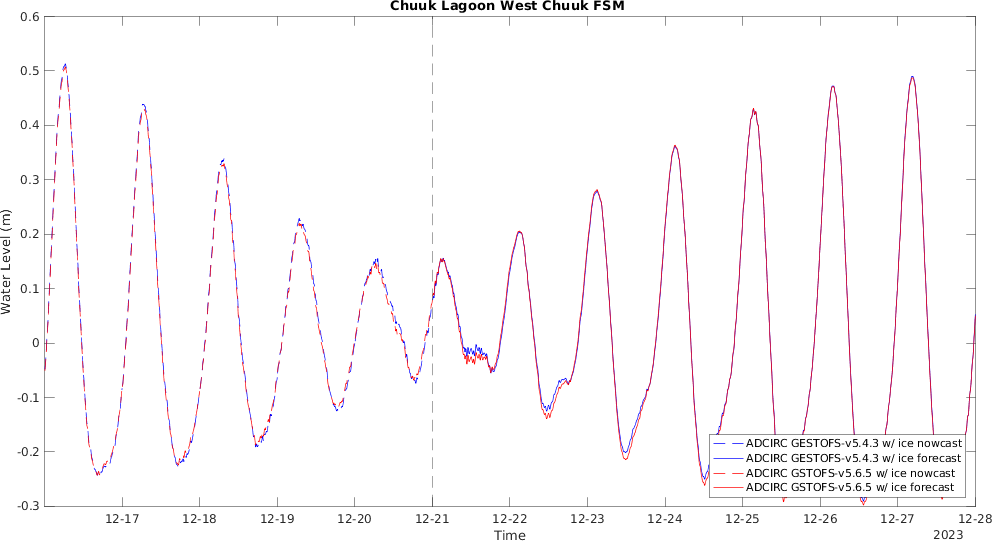 Chuuk Lagoon West Chuuk FSM
0.6
0.5
0.4
0.3
0.2
0.1
0
-0.1
-0.2
-0.3
Water Level (m)
ADCIRC GESTOFS-v5.4.3 w/ ice nowcast
ADCIRC GESTOFS-v5.4.3 w/ ice forecast
ADCIRC GSTOFS-v5.6.5 w/ ice nowcast
ADCIRC GSTOFS-v5.6.5 w/ ice forecast
12-17 12-18 12-19 12-20 12-21 12-22 12-23 12-24 12-25 12-26 12-27 12-28
Time
2023